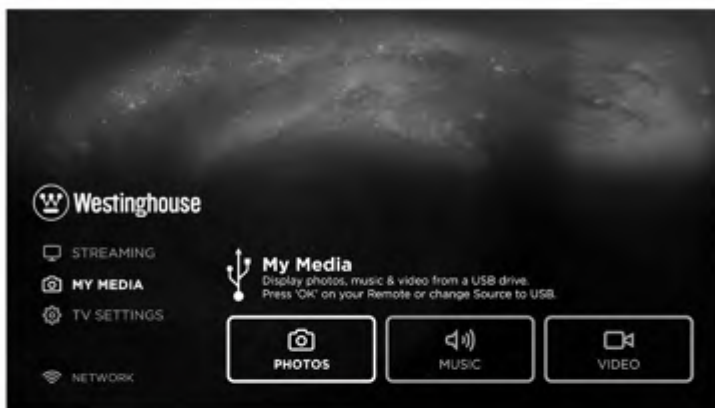 Westinghouse
STREAMING
MY MEDIA
TV SETTINGS
NETWORK
My Media
Display photos, music & video from a USB drive.
Press 'OK' on your Remote or change Source to USB.
PHOTOS
MUSIC
VIDEO